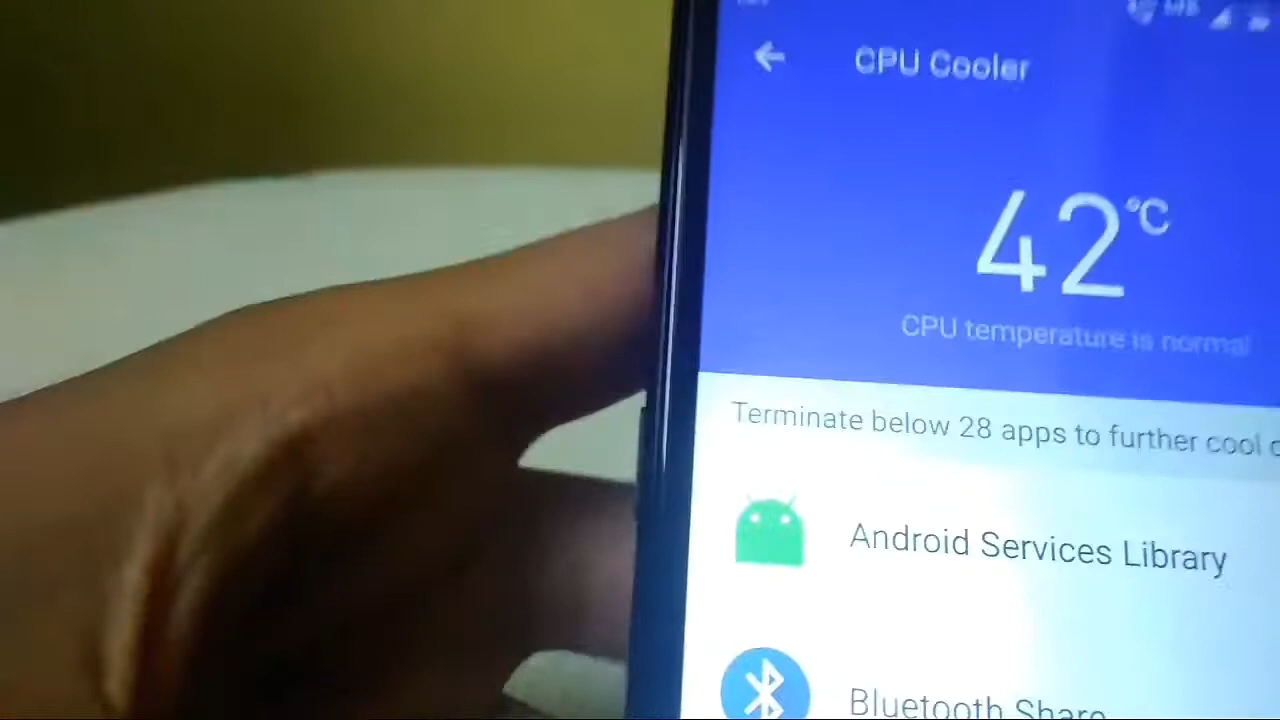 CPU Cooler
42°C
CPU temperature is normal
Terminate below 28 apps to further cool
Android Services Library
Bluetooth Share